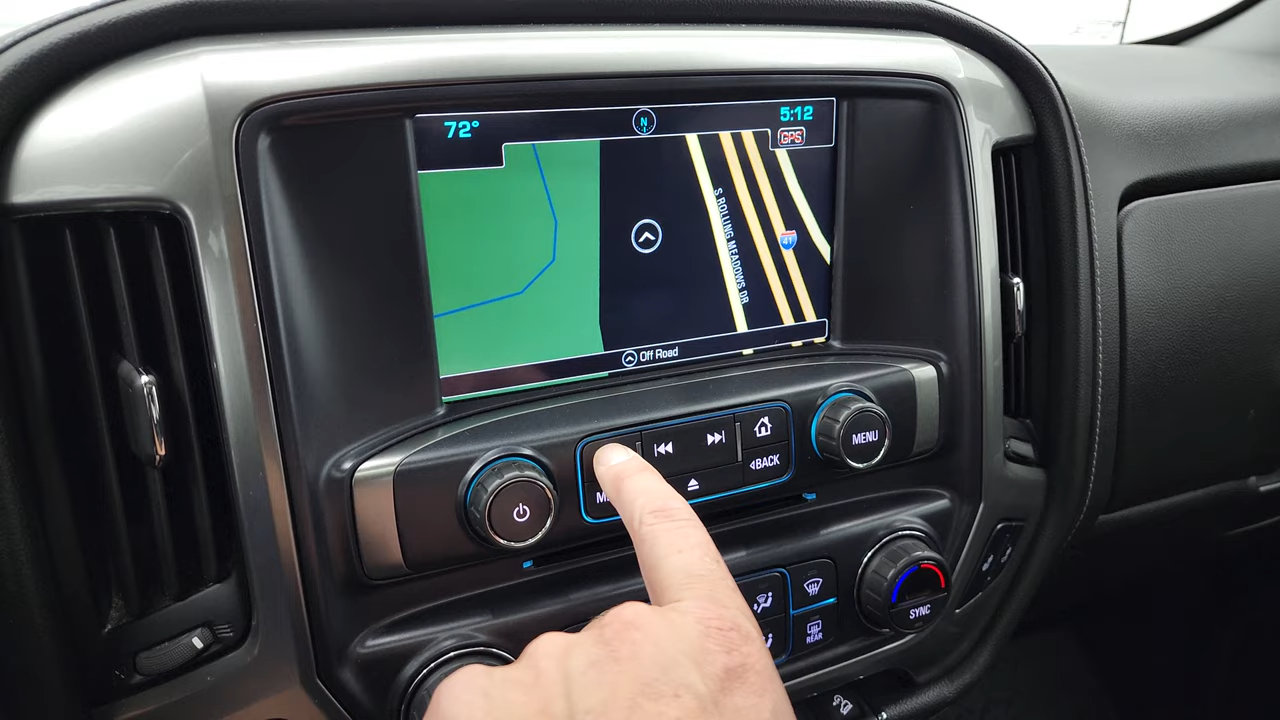 72°
N
5:12
GPS
S ROLLING MEADOWS DR
41
Off Road
MENU
BACK
REAR
SYNC